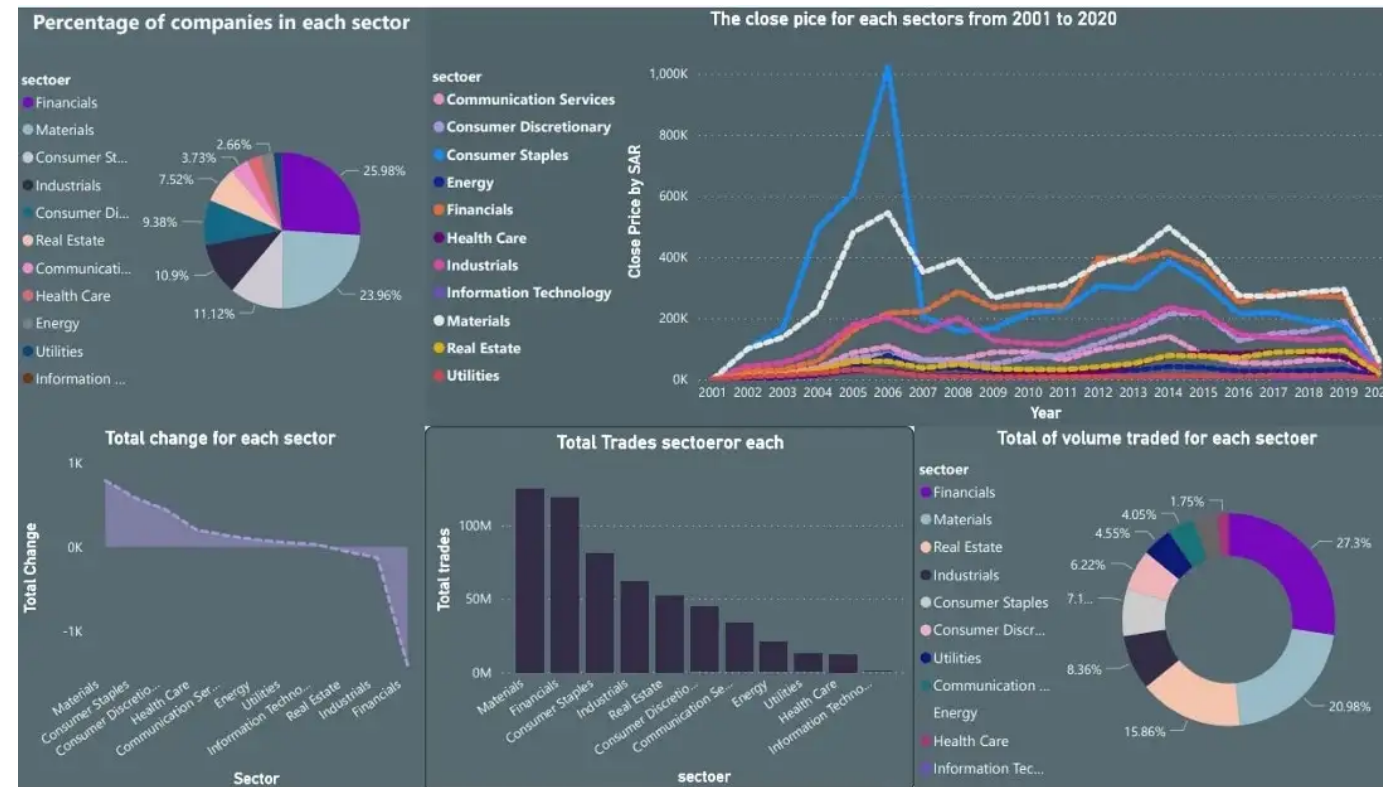 Percentage of companies in each sector
sectoer
Financials
Materials
Consumer St...
Industrials
Consumer Di...
Real Estate
Communicati...
Health Care
Energy
Utilities
Information ...
2.66%
3.73%
7.52%
9.38%
10.9%
11.12%
25.98%
23.96%
The close pice for each sectors from 2001 to 2020
sectoer
Communication Services
Consumer Discretionary
Consumer Staples
Energy
Financials
Health Care
Industrials
Information Technology
Materials
Real Estate
Utilities
Close Price by SAR
1,000K
800K
600K
400K
200K
0K
2001 2002 2003 2004 2005 2006 2007 2008 2009 2010 2011 2012 2013 2014 2015 2016 2017 2018 2019 202
Year
Total change for each sector
Total Change
1K
0K
-1K
Materials
Consumer Staples
Consumer Discretio...
Health Care
Communication Ser...
Energy
Utilities
Information Techno...
Real Estate
Industrials
Financials
Sector
Total Trades sectoeror each
Total trades
100M
50M
0M
Materials
Financials
Consumer Staples
Industrials
Real Estate
Consumer Discretio...
Communication Se...
Energy
Utilities
Health Care
Information Techno...
sectoer
Total of volume traded for each sectoer
sectoer
Financials
Materials
Real Estate
Industrials
Consumer Staples
Consumer Discr...
Utilities
Communication ...
Energy
Health Care
Information Tec...
1.75%
4.05%
4.55%
6.22%
7.1...
8.36%
15.86%
27.3%
20.98%